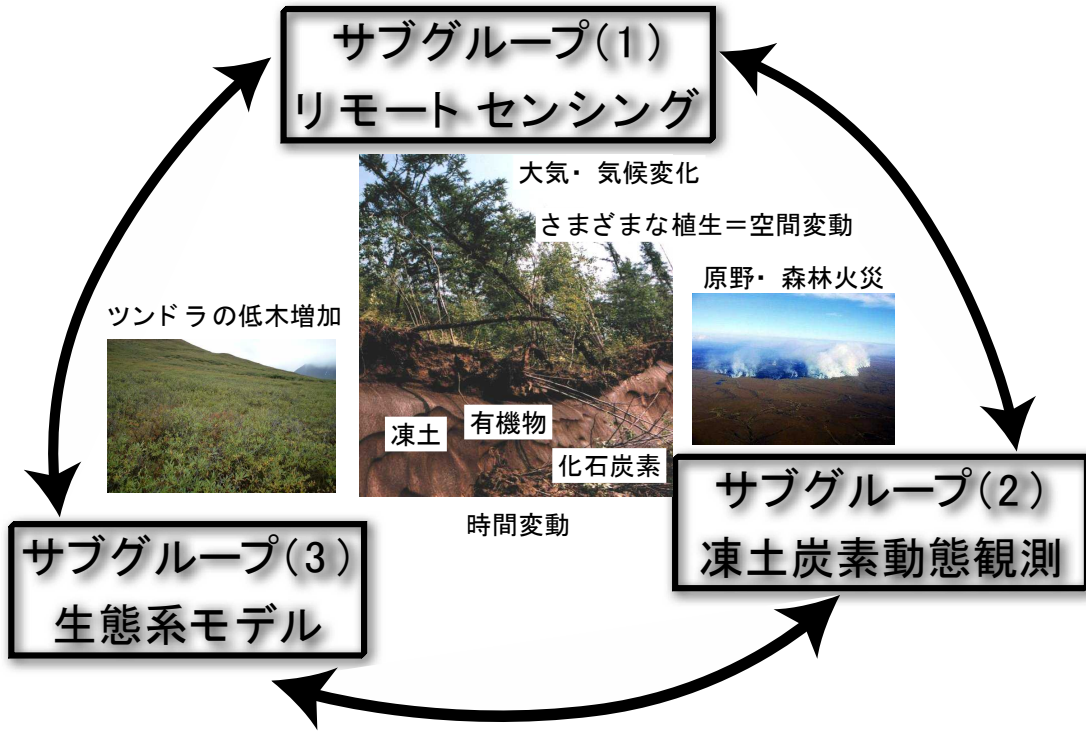 サブグループ(1)
リモートセンシング
大気・気候変化
さまざまな植生＝空間変動
原野・森林火災
ツンドラの低木増加
凍土
有機物
化石炭素
時間変動
サブグループ(2)
凍土炭素動態観測
サブグループ(3)
生態系モデル